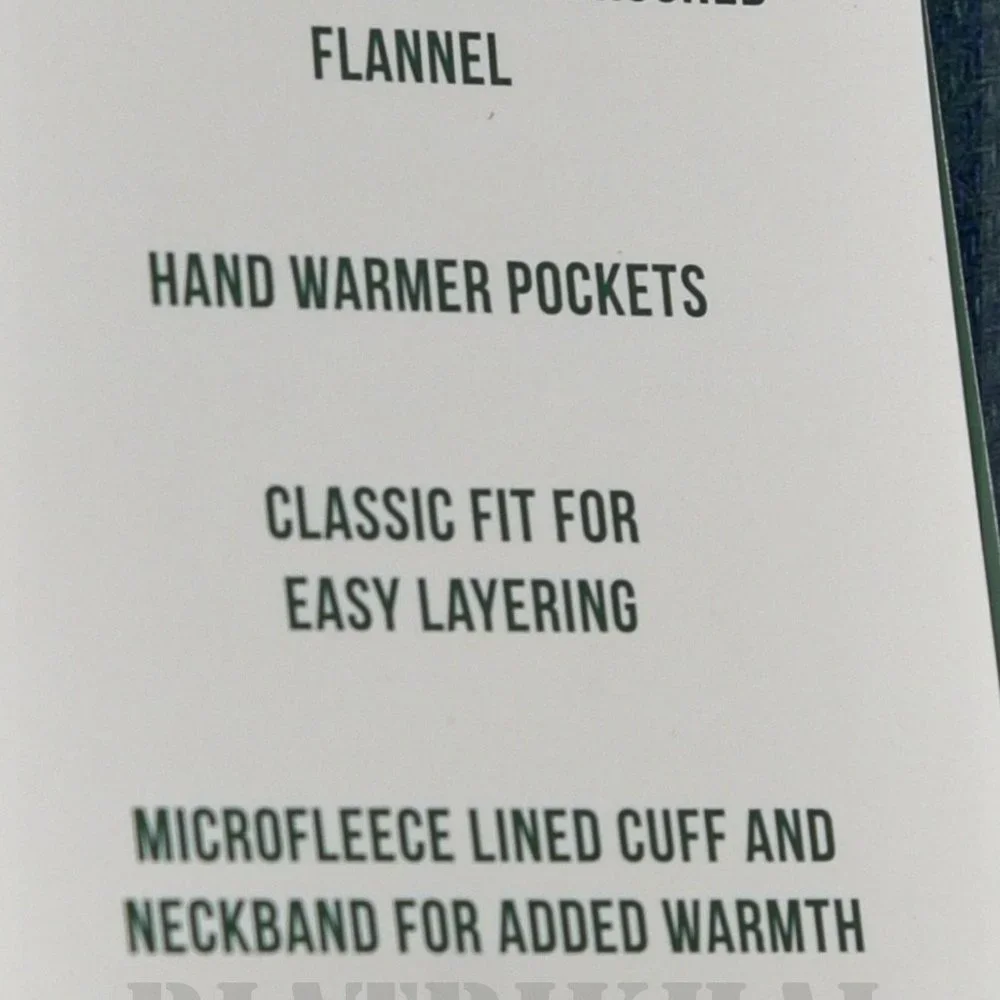 FLANNEL
HAND WARMER POCKETS
CLASSIC FIT FOR
EASY LAYERING
MICROFLEECE LINED CUFF AND
NECKBAND FOR ADDED WARMTH